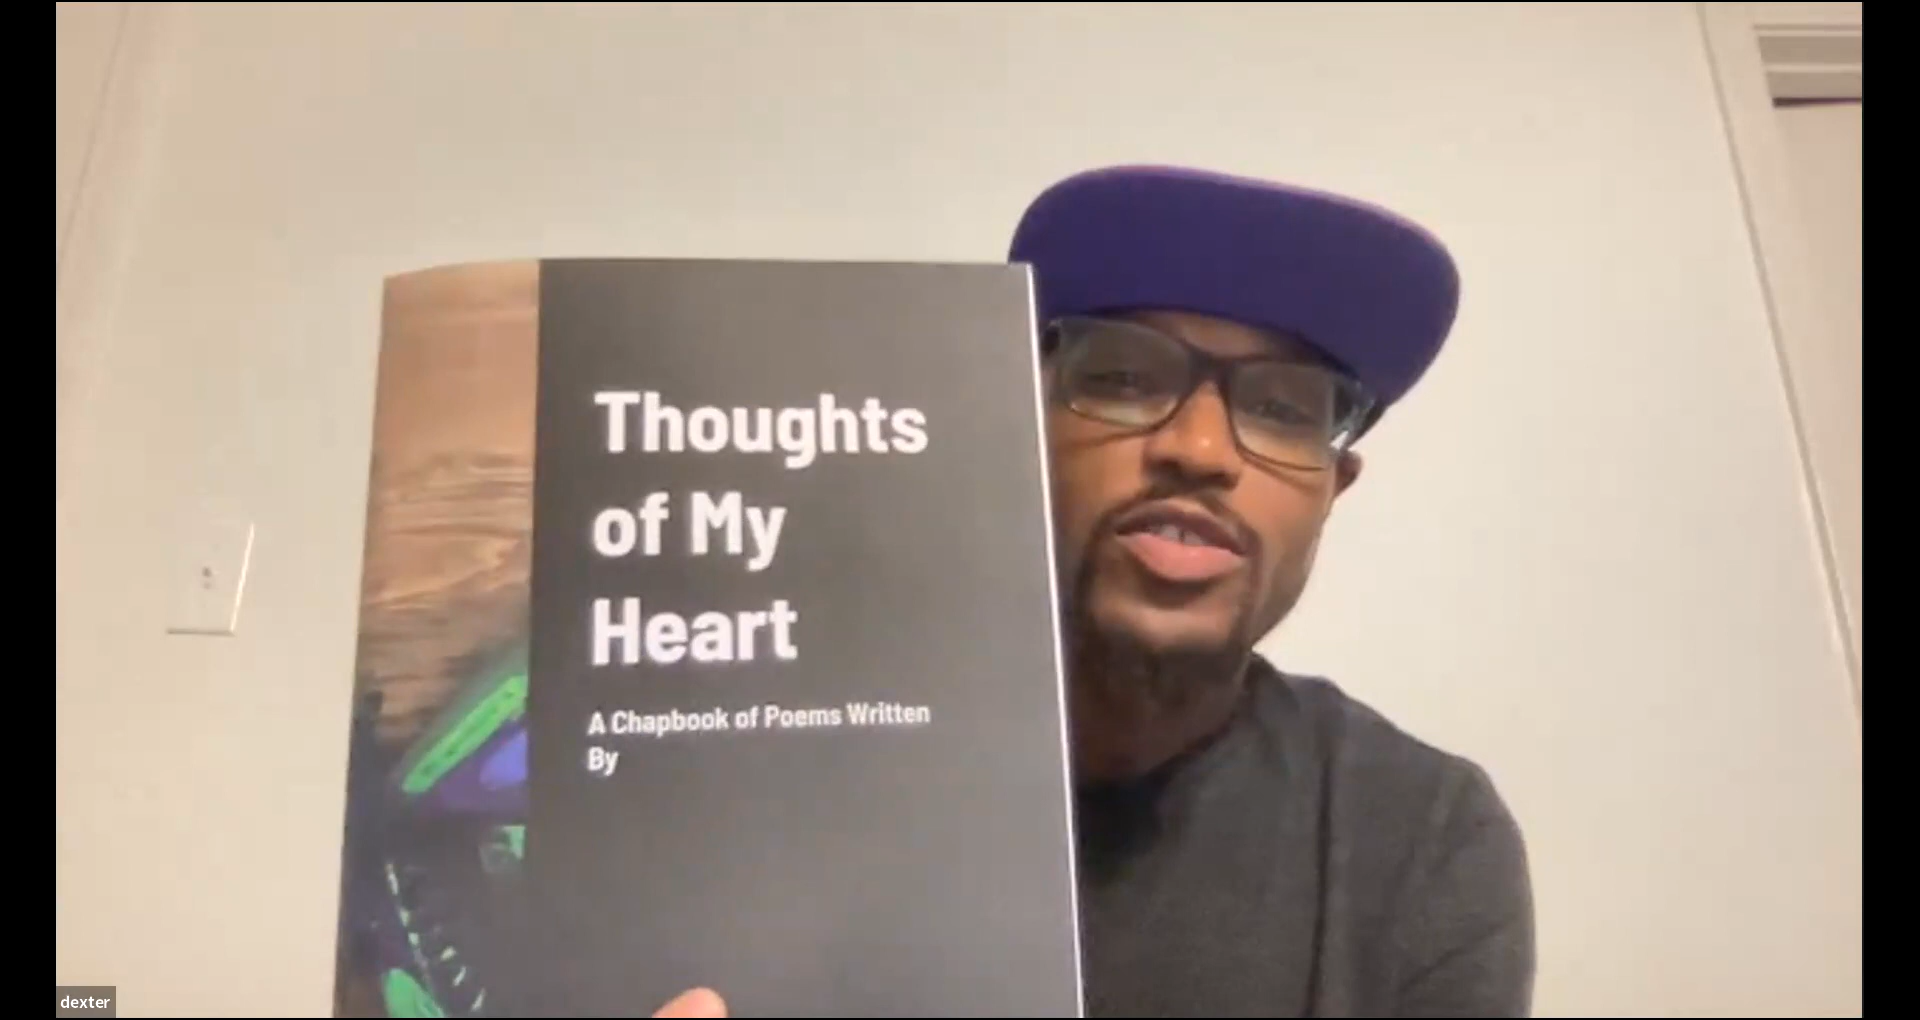 Thoughts
of My
Heart
A Chapbook of Poems Written
By
dexter